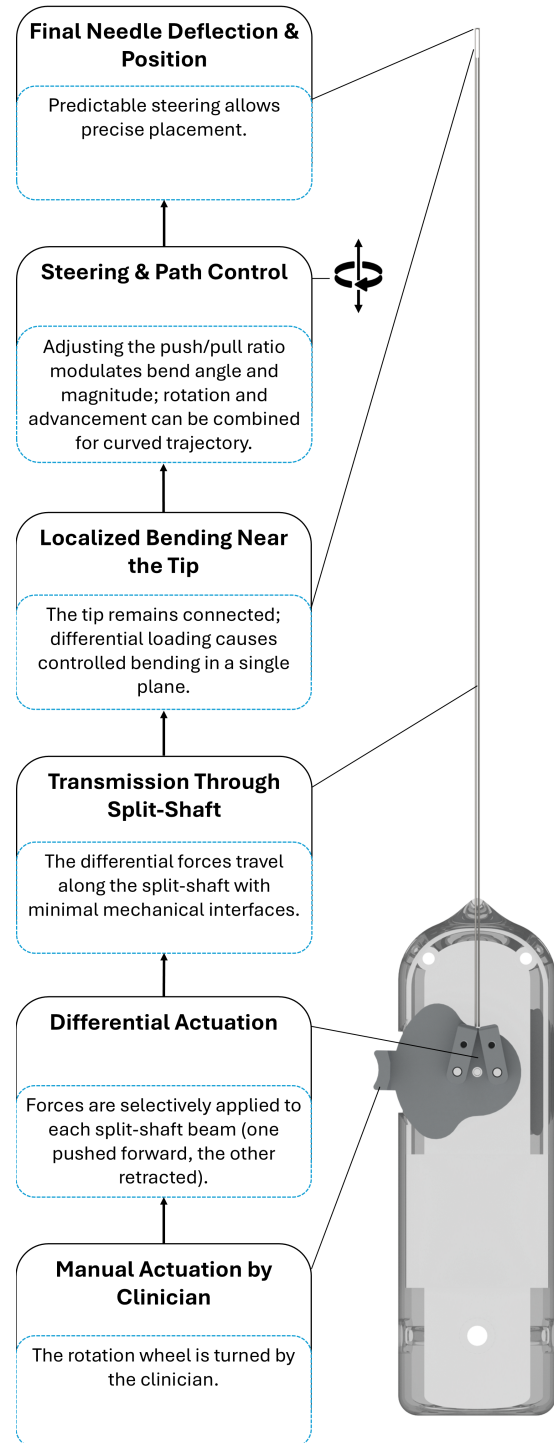 Final Needle Deflection &
Position
Predictable steering allows
precise placement.
Steering & Path Control
Adjusting the push/pull ratio
modulates bend angle and
magnitude; rotation and
advancement can be combined
for curved trajectory.
Localized Bending Near
the Tip
The tip remains connected;
differential loading causes
controlled bending in a single
plane.
Transmission Through
Split-Shaft
The differential forces travel
along the split-shaft with
minimal mechanical interfaces.
Differential Actuation
Forces are selectively applied to
each split-shaft beam (one
pushed forward, the other
retracted).
Manual Actuation by
Clinician
The rotation wheel is turned by
the clinician.